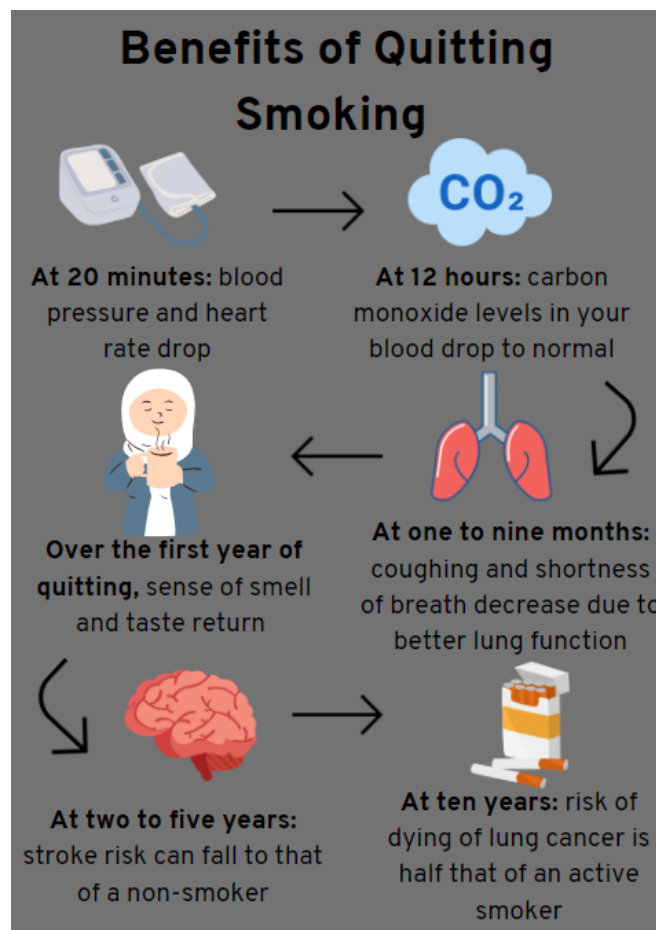 Benefits of Quitting
Smoking
CO₂
At 20 minutes: blood
pressure and heart
rate drop
At 12 hours: carbon
monoxide levels in your
blood drop to normal
At one to nine months:
coughing and shortness
of breath decrease due to
better lung function
Over the first year of
quitting, sense of smell
and taste return
At two to five years:
stroke risk can fall to that
of a non-smoker
At ten years: risk of
dying of lung cancer is
half that of an active
smoker